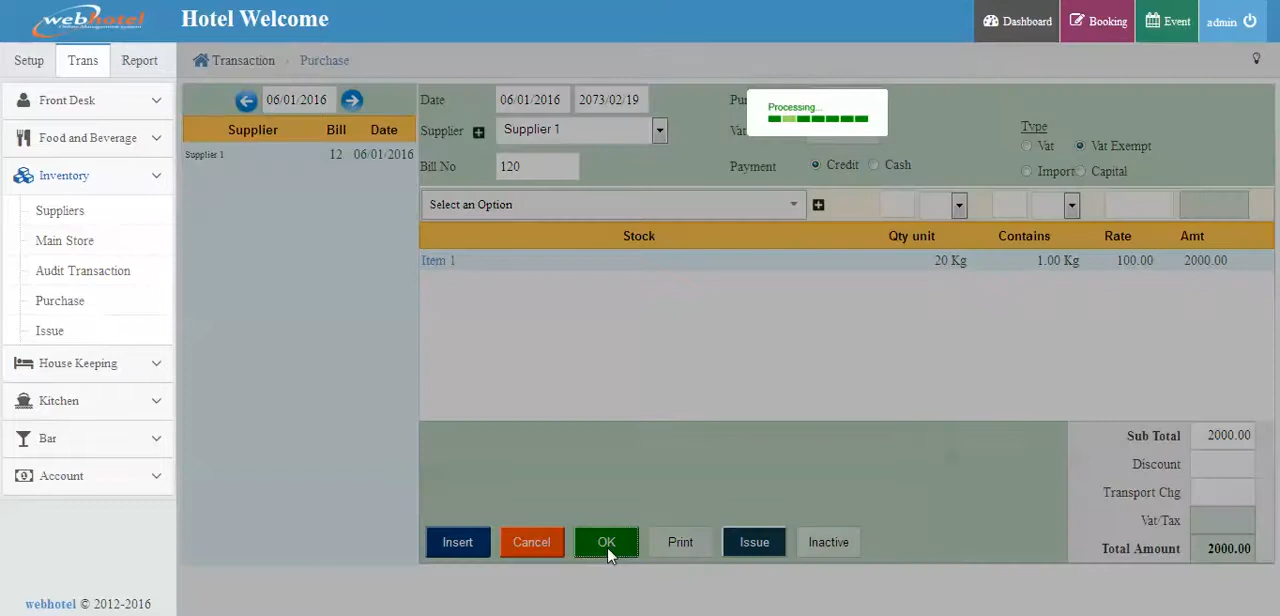 webhotel
Hotel Welcome
Dashboard
Booking
Event
admin
Setup
Trans
Report
Transaction
Purchase
Front Desk
Food and Beverage
Inventory
Suppliers
Main Store
Audit Transaction
Purchase
Issue
House Keeping
Kitchen
Bar
Account
webhotel © 2012-2016
06/01/2016
Supplier Bill Date
Supplier 1 12 06/01/2016
Date 06/01/2016 2073/02/19
Supplier Supplier 1
Bill No 120
Processing...
Payment Credit Cash
Type
Vat Vat Exempt
Import Capital
Select an Option
Stock Qty unit Contains Rate Amt
Item 1 20 Kg 1.00 Kg 100.00 2000.00
Sub Total 2000.00
Discount
Transport Chg
Vat/Tax
Total Amount 2000.00
Insert Cancel OK Print Issue Inactive